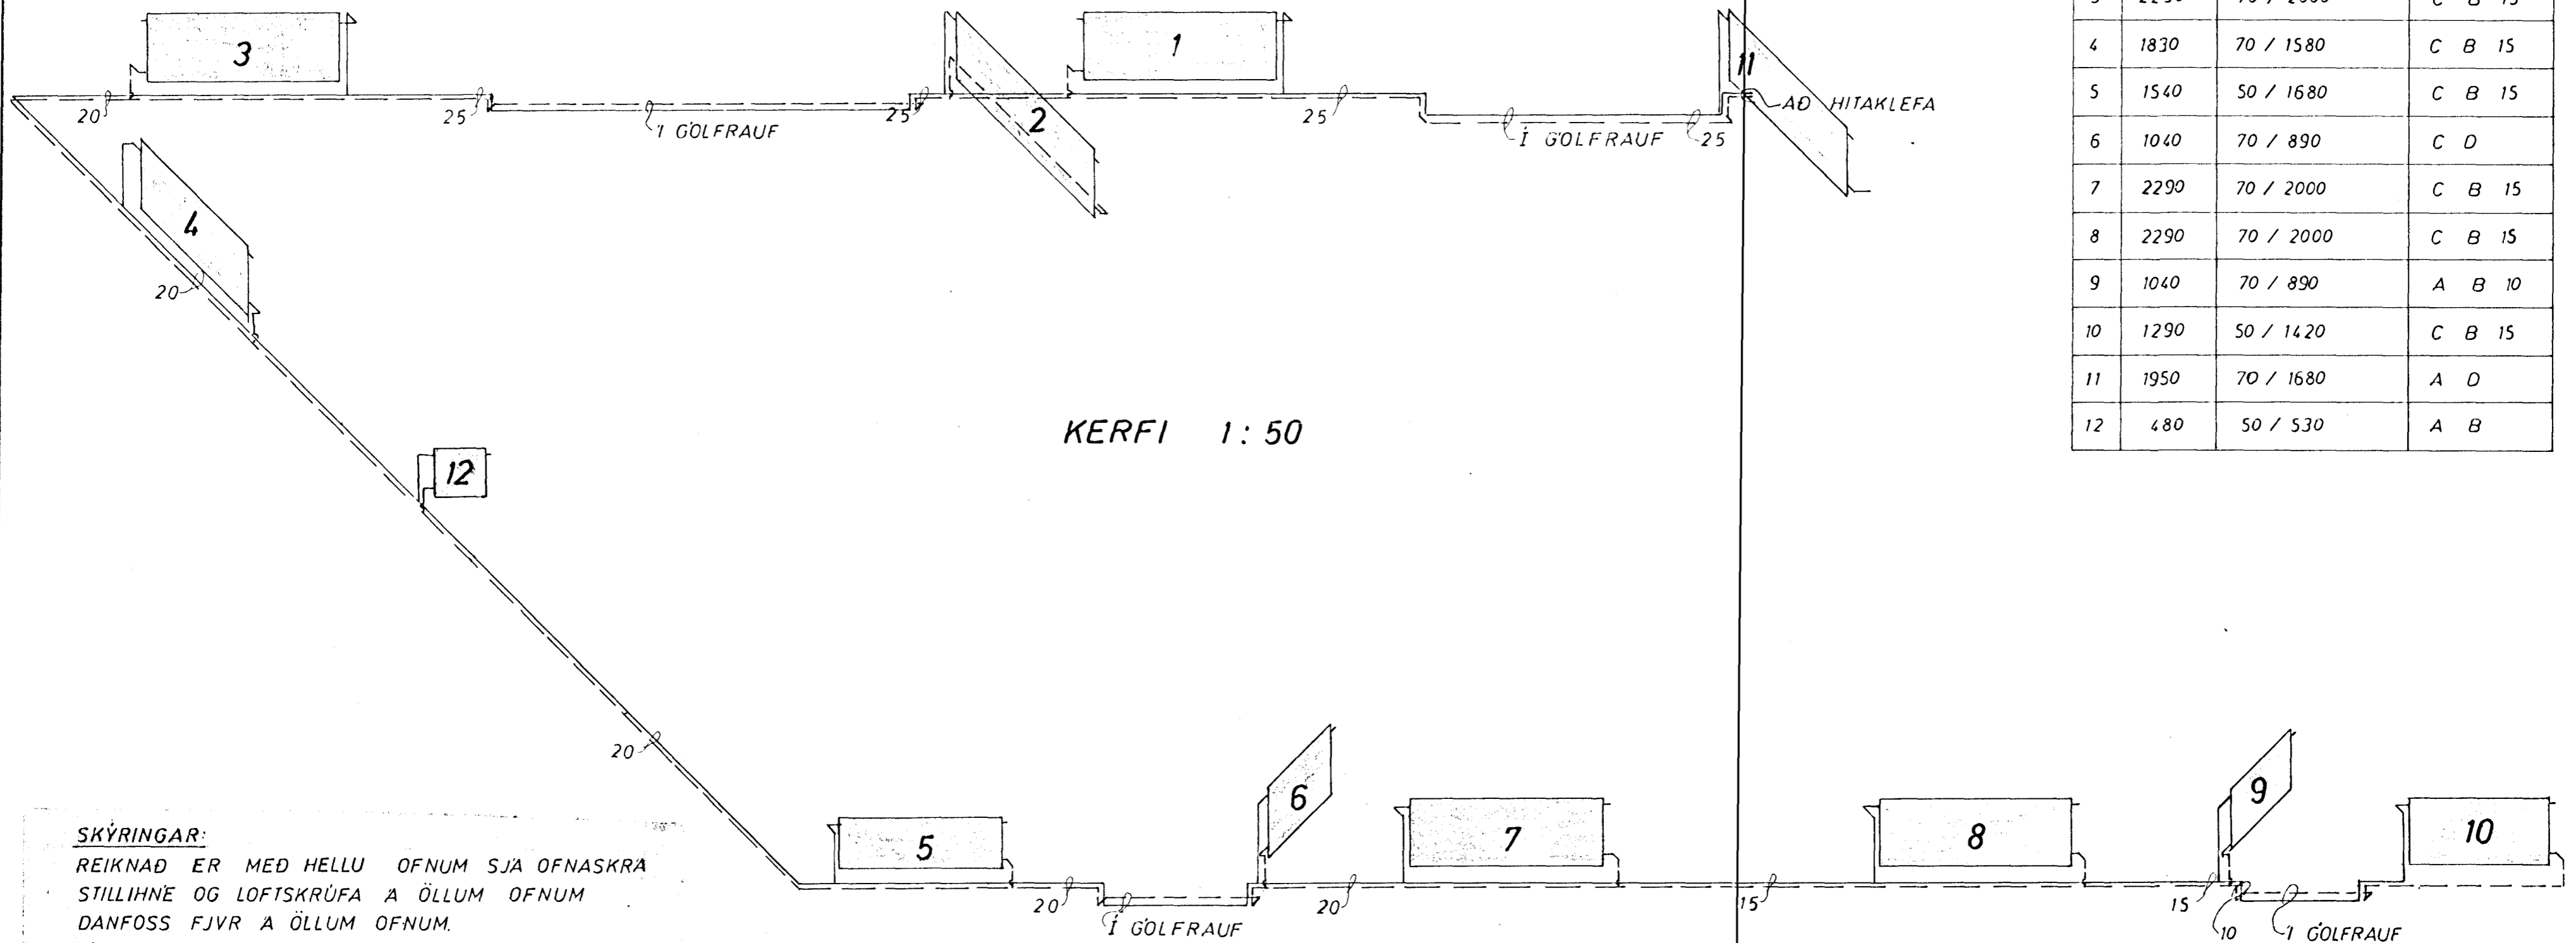 3
1
11
2
20
25
Í GÓLFRAUF
25
25
Í GÓLFRAUF
25
AÐ HITAKLEFA
4
20
KERFI 1:50
12
20
5
6
7
8
9
10
20
Í GÓLFRAUF
20
15
15
10
Í GÓLFRAUF
4 1830 70 / 1580 C B 15
5 1540 50 / 1680 C B 15
6 1040 70 / 890 C D
7 2290 70 / 2000 C B 15
8 2290 70 / 2000 C B 15
9 1040 70 / 890 A B 10
10 1290 50 / 1420 C B 15
11 1950 70 / 1680 A D
12 480 50 / 530 A B
SKÝRINGAR:
REIKNAÐ ER MEÐ HELLU OFNUM SJÁ OFNASKRÁ
STILLIHNÉ OG LOFTSKRÚFA Á ÖLLUM OFNUM
DANFOSS FJVR Á ÖLLUM OFNUM.